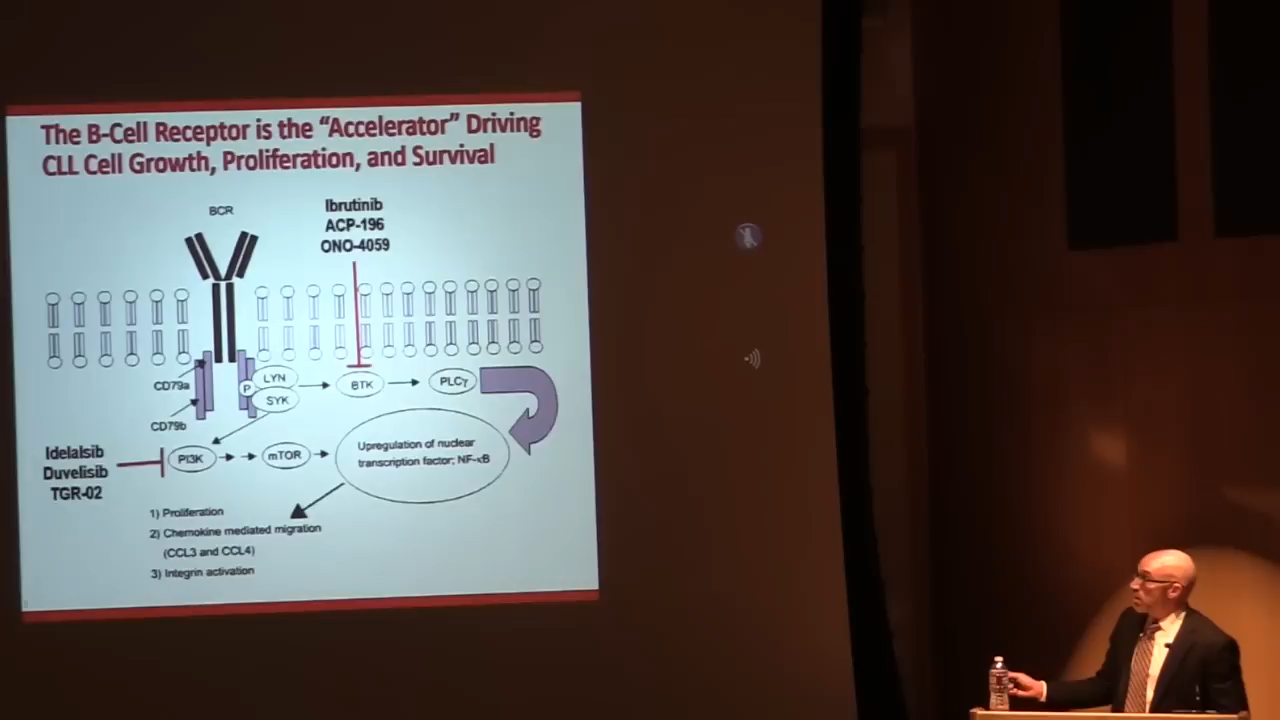 The B-Cell Receptor is the “Accelerator” Driving
CLL Cell Growth, Proliferation, and Survival
BCR
Ibrutinib
ACP-196
ONO-4059
CD79a
CD79b
P
LYN
SYK
BTK
PLCγ
Idelalsib
Duvelisib
TGR-02
PI3K
mTOR
Upregulation of nuclear
transcription factor; NF-κB
1) Proliferation
2) Chemokine mediated migration
(CCL3 and CCL4)
3) Integrin activation